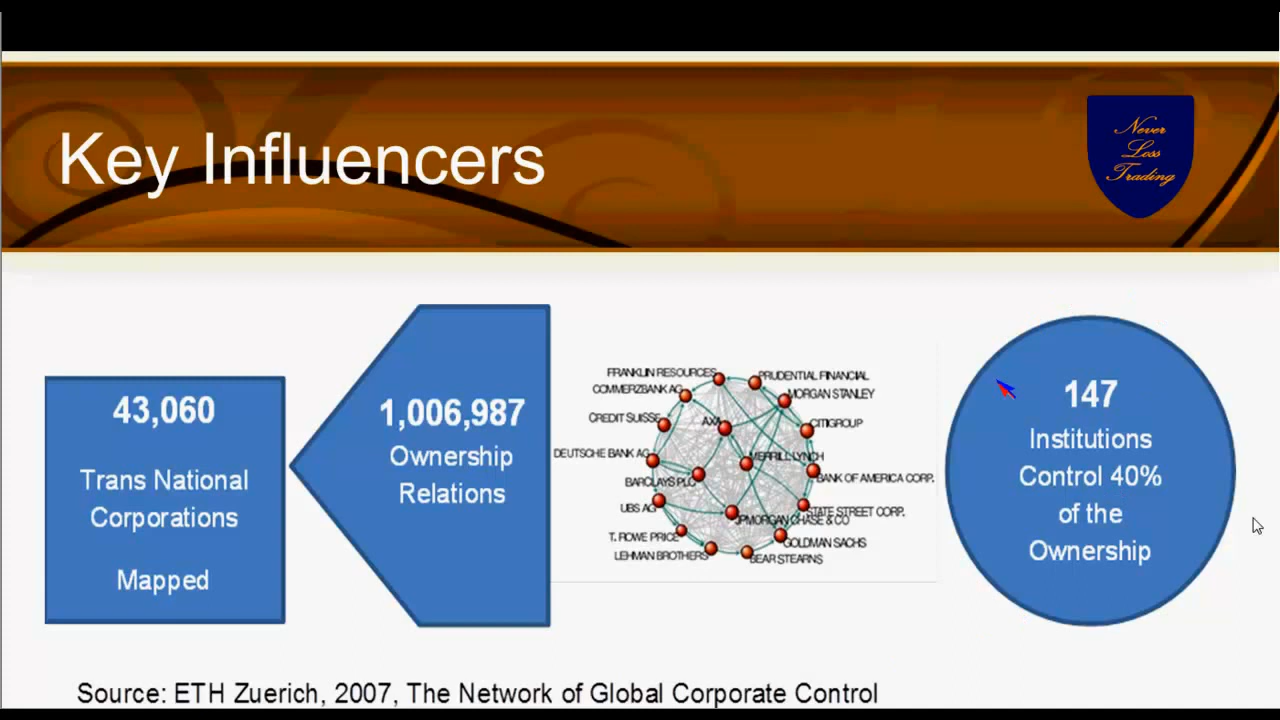 Key Influencers
Never
Loss
Trading
43,060
Trans National
Corporations
Mapped
1,006,987
Ownership
Relations
FRANKLIN RESOURCES
PRUDENTIAL FINANCIAL
COMMERZBANK AG
MORGAN STANLEY
CREDIT SUISSE
AXA
CITIGROUP
DEUTSCHE BANK AG
MERRILL LYNCH
BARCLAYS PLC
BANK OF AMERICA CORP.
UBS AG
STATE STREET CORP.
JPMORGAN CHASE & CO
T. ROWE PRICE
GOLDMAN SACHS
LEHMAN BROTHERS
BEAR STEARNS
147
Institutions
Control 40%
of the
Ownership
Source: ETH Zuerich, 2007, The Network of Global Corporate Control